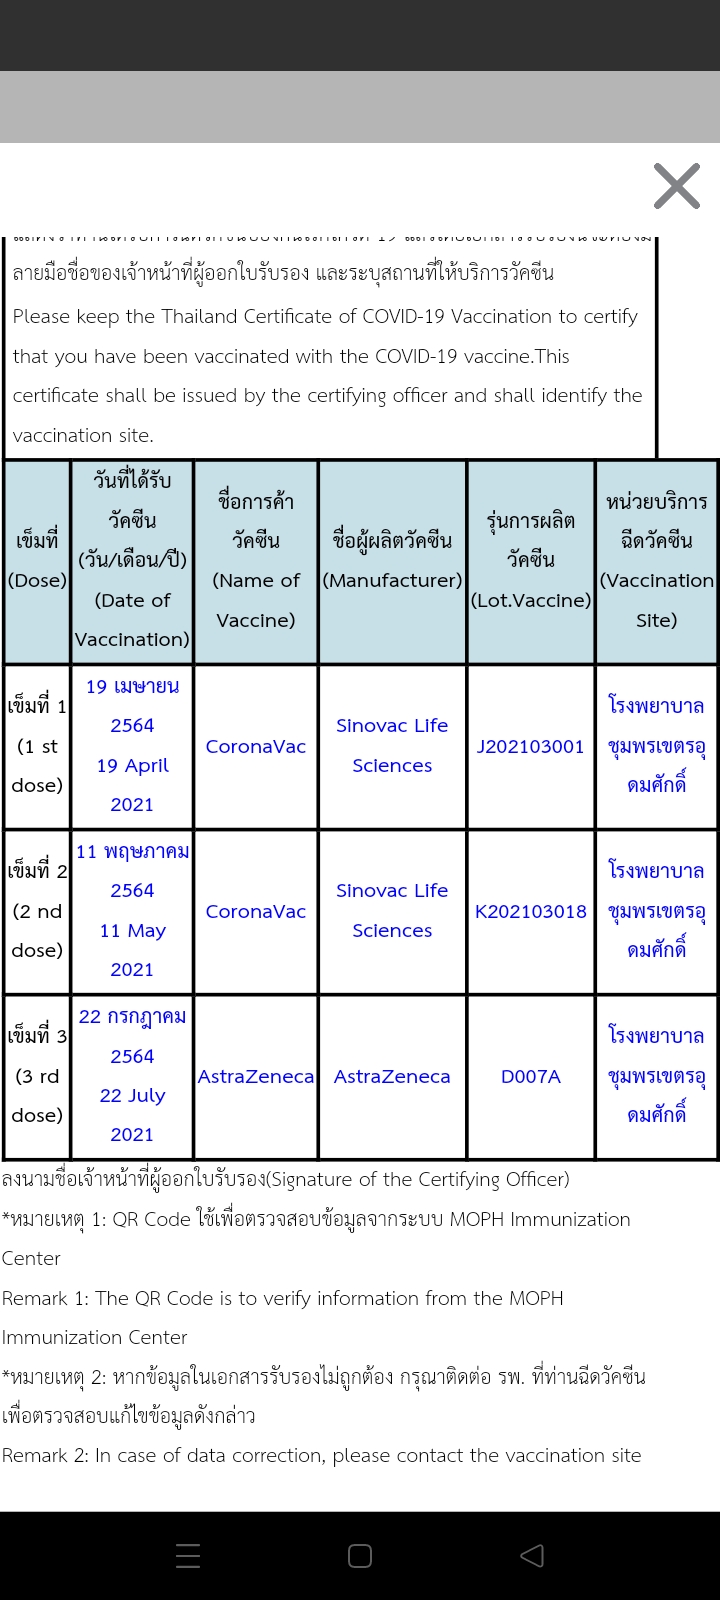 ลายมือชื่อของเจ้าหน้าที่ผู้ออกใบรับรอง และระบุสถานที่ให้บริการวัคซีน
Please keep the Thailand Certificate of COVID-19 Vaccination to certify
that you have been vaccinated with the COVID-19 vaccine.This
certificate shall be issued by the certifying officer and shall identify the
vaccination site.
เข็มที่
(Dose)
วันที่ได้รับ
วัคซีน
(วัน/เดือน/ปี)
(Date of
Vaccination)
ชื่อการค้า
วัคซีน
(Name of
Vaccine)
ชื่อผู้ผลิตวัคซีน
(Manufacturer)
รุ่นการผลิต
วัคซีน
(Lot.Vaccine)
หน่วยบริการ
ฉีดวัคซีน
(Vaccination
Site)
เข็มที่ 1
(1 st
dose)
19 เมษายน
2564
19 April
2021
CoronaVac
Sinovac Life
Sciences
J202103001
โรงพยาบาล
ชุมพรเขตรอุ
ดมศักดิ์
เข็มที่ 2
(2 nd
dose)
11 พฤษภาคม
2564
11 May
2021
CoronaVac
Sinovac Life
Sciences
K202103018
โรงพยาบาล
ชุมพรเขตรอุ
ดมศักดิ์
เข็มที่ 3
(3 rd
dose)
22 กรกฎาคม
2564
22 July
2021
AstraZeneca
AstraZeneca
D007A
โรงพยาบาล
ชุมพรเขตรอุ
ดมศักดิ์
ลงนามชื่อเจ้าหน้าที่ผู้ออกใบรับรอง(Signature of the Certifying Officer)
*หมายเหตุ 1: QR Code ใช้เพื่อตรวจสอบข้อมูลจากระบบ MOPH Immunization
Center
Remark 1: The QR Code is to verify information from the MOPH
Immunization Center
*หมายเหตุ 2: หากข้อมูลในเอกสารรับรองไม่ถูกต้อง กรุณาติดต่อ รพ. ที่ท่านฉีดวัคซีน
เพื่อตรวจสอบแก้ไขข้อมูลดังกล่าว
Remark 2: In case of data correction, please contact the vaccination site